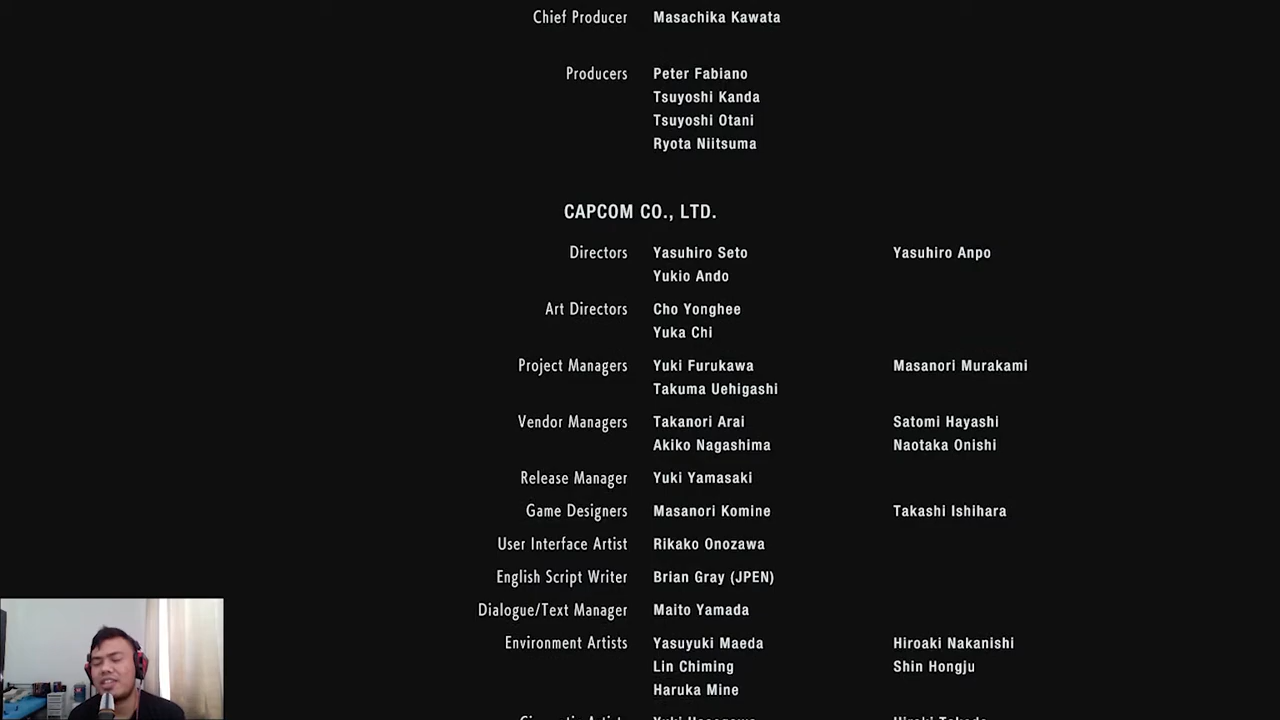 Chief Producer Masachika Kawata
Producers Peter Fabiano
Tsuyoshi Kanda
Tsuyoshi Otani
Ryota Niitsuma
CAPCOM CO., LTD.
Directors Yasuhiro Seto Yasuhiro Anpo
Yukio Ando
Art Directors Cho Yonghee
Yuka Chi
Project Managers Yuki Furukawa Masanori Murakami
Takuma Uehigashi
Vendor Managers Takanori Arai Satomi Hayashi
Akiko Nagashima Naotaka Onishi
Release Manager Yuki Yamasaki
Game Designers Masanori Komine Takashi Ishihara
User Interface Artist Rikako Onozawa
English Script Writer Brian Gray (JPEN)
Dialogue/Text Manager Maito Yamada
Environment Artists Yasuyuki Maeda Hiroaki Nakanishi
Lin Chiming Shin Hongju
Haruka Mine